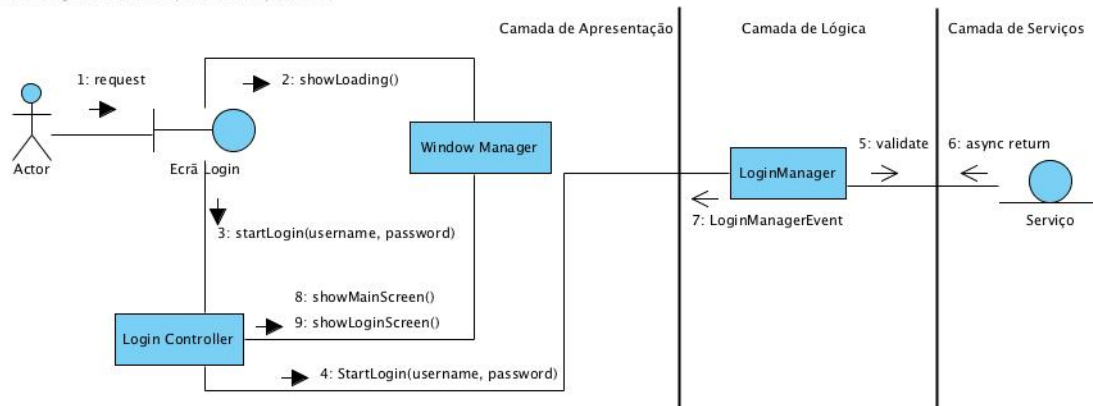 Camada de Apresentação
Camada de Lógica
Camada de Serviços
1: request
2: showLoading()
Actor
Ecrã Login
Window Manager
LoginManager
5: validate
6: async return
7: LoginManagerEvent
Serviço
3: startLogin(username, password)
8: showMainScreen()
9: showLoginScreen()
Login Controller
4: StartLogin(username, password)